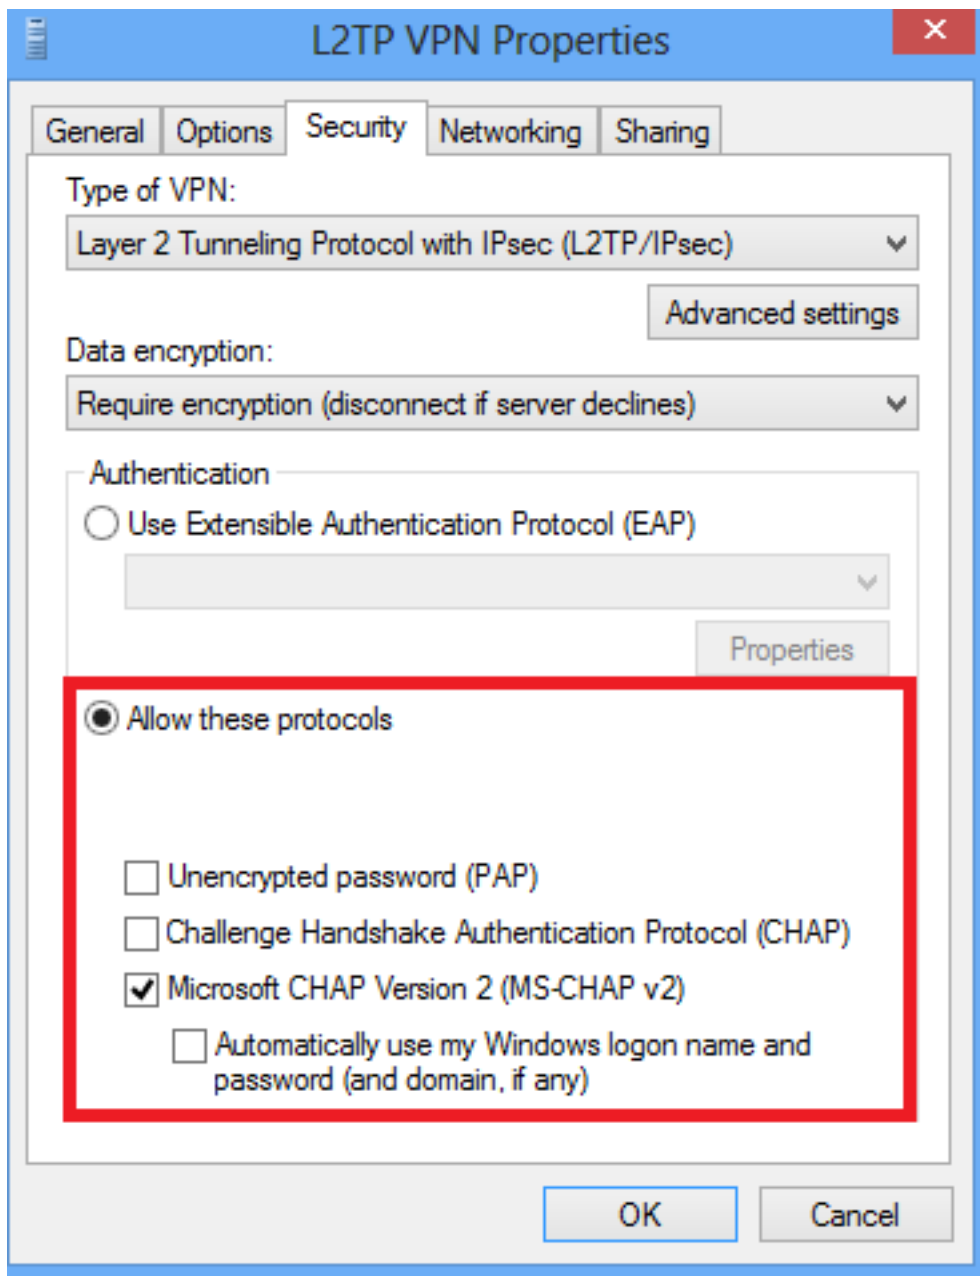 L2TP VPN Properties
General Options Security Networking Sharing
Type of VPN:
Layer 2 Tunneling Protocol with IPsec (L2TP/IPsec)
Advanced settings
Data encryption:
Require encryption (disconnect if server declines)
Authentication
Use Extensible Authentication Protocol (EAP)
Properties
Allow these protocols
Unencrypted password (PAP)
Challenge Handshake Authentication Protocol (CHAP)
Microsoft CHAP Version 2 (MS-CHAP v2)
Automatically use my Windows logon name and
password (and domain, if any)
OK Cancel